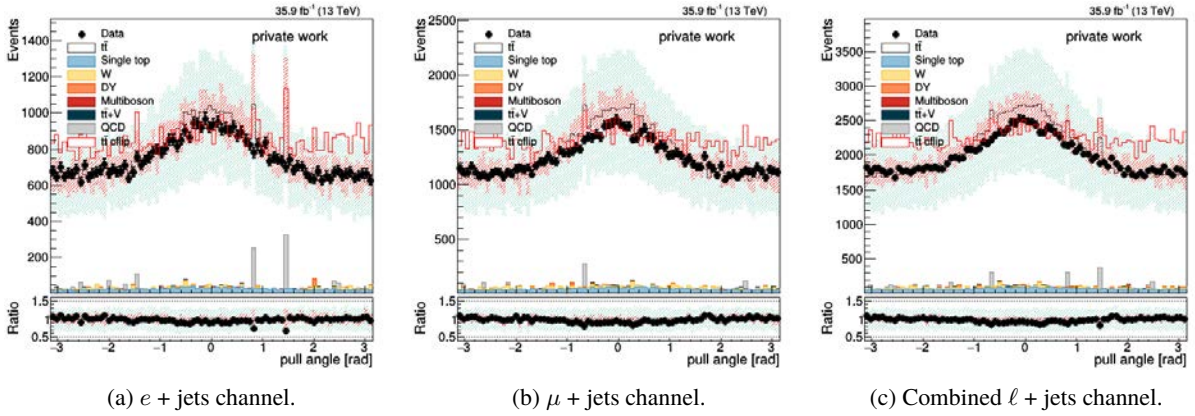 35.9 fb⁻¹ (13 TeV)
Events
1400
1200
1000
800
600
400
200
private work
Data
tt̄
Single top
W
DY
Multiboson
tt̄+V
QCD
tt̄ cflip
Ratio
1.5
1
0.5
-3 -2 -1 0 1 2 3
pull angle [rad]
(a) e + jets channel.
35.9 fb⁻¹ (13 TeV)
Events
2500
2000
1500
1000
500
private work
Data
tt̄
Single top
W
DY
Multiboson
tt̄+V
QCD
tt̄ cflip
Ratio
1.5
1
0.5
-3 -2 -1 0 1 2 3
pull angle [rad]
(b) μ + jets channel.
35.9 fb⁻¹ (13 TeV)
Events
3500
3000
2500
2000
1500
1000
500
private work
Data
tt̄
Single top
W
DY
Multiboson
tt̄+V
QCD
tt̄ cflip
Ratio
1.5
1
0.5
-3 -2 -1 0 1 2 3
pull angle [rad]
(c) Combined ℓ + jets channel.